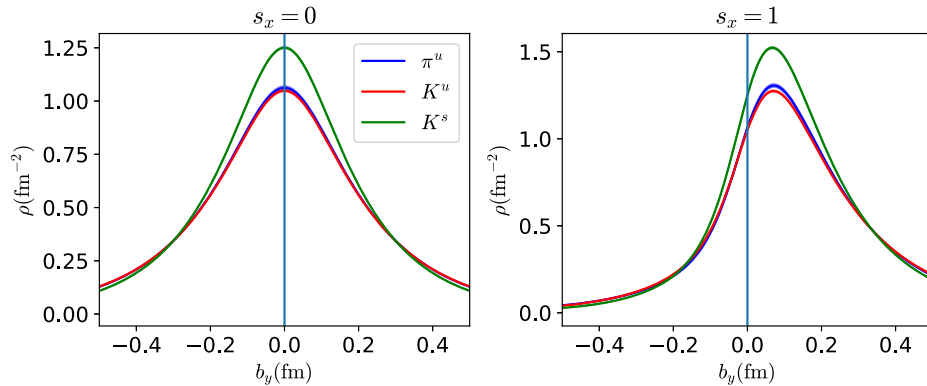 s_x = 0
ρ(fm⁻²)
1.25
1.00
0.75
0.50
0.25
0.00
π^u
K^u
K^s
−0.4 −0.2 0.0 0.2 0.4
b_y(fm)
s_x = 1
ρ(fm⁻²)
1.5
1.0
0.5
0.0
−0.4 −0.2 0.0 0.2 0.4
b_y(fm)